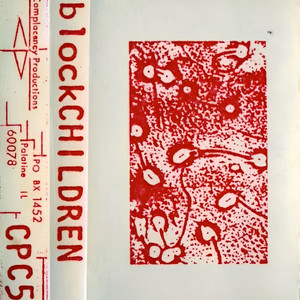 blockCHILDREN
Complacency Productions
PO BX 1452
Palatine IL
60078
CPC5